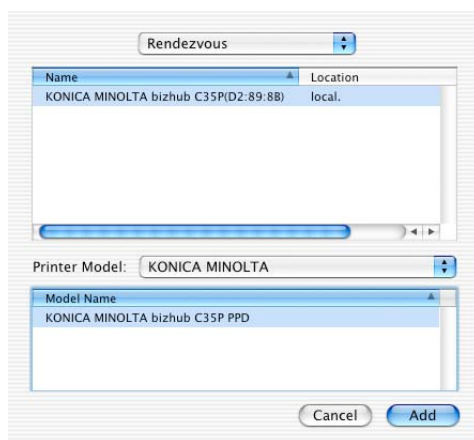 Rendezvous
Name Location
KONICA MINOLTA bizhub C35P(D2:89:8B) local.
Printer Model: KONICA MINOLTA
Model Name
KONICA MINOLTA bizhub C35P PPD
Cancel Add